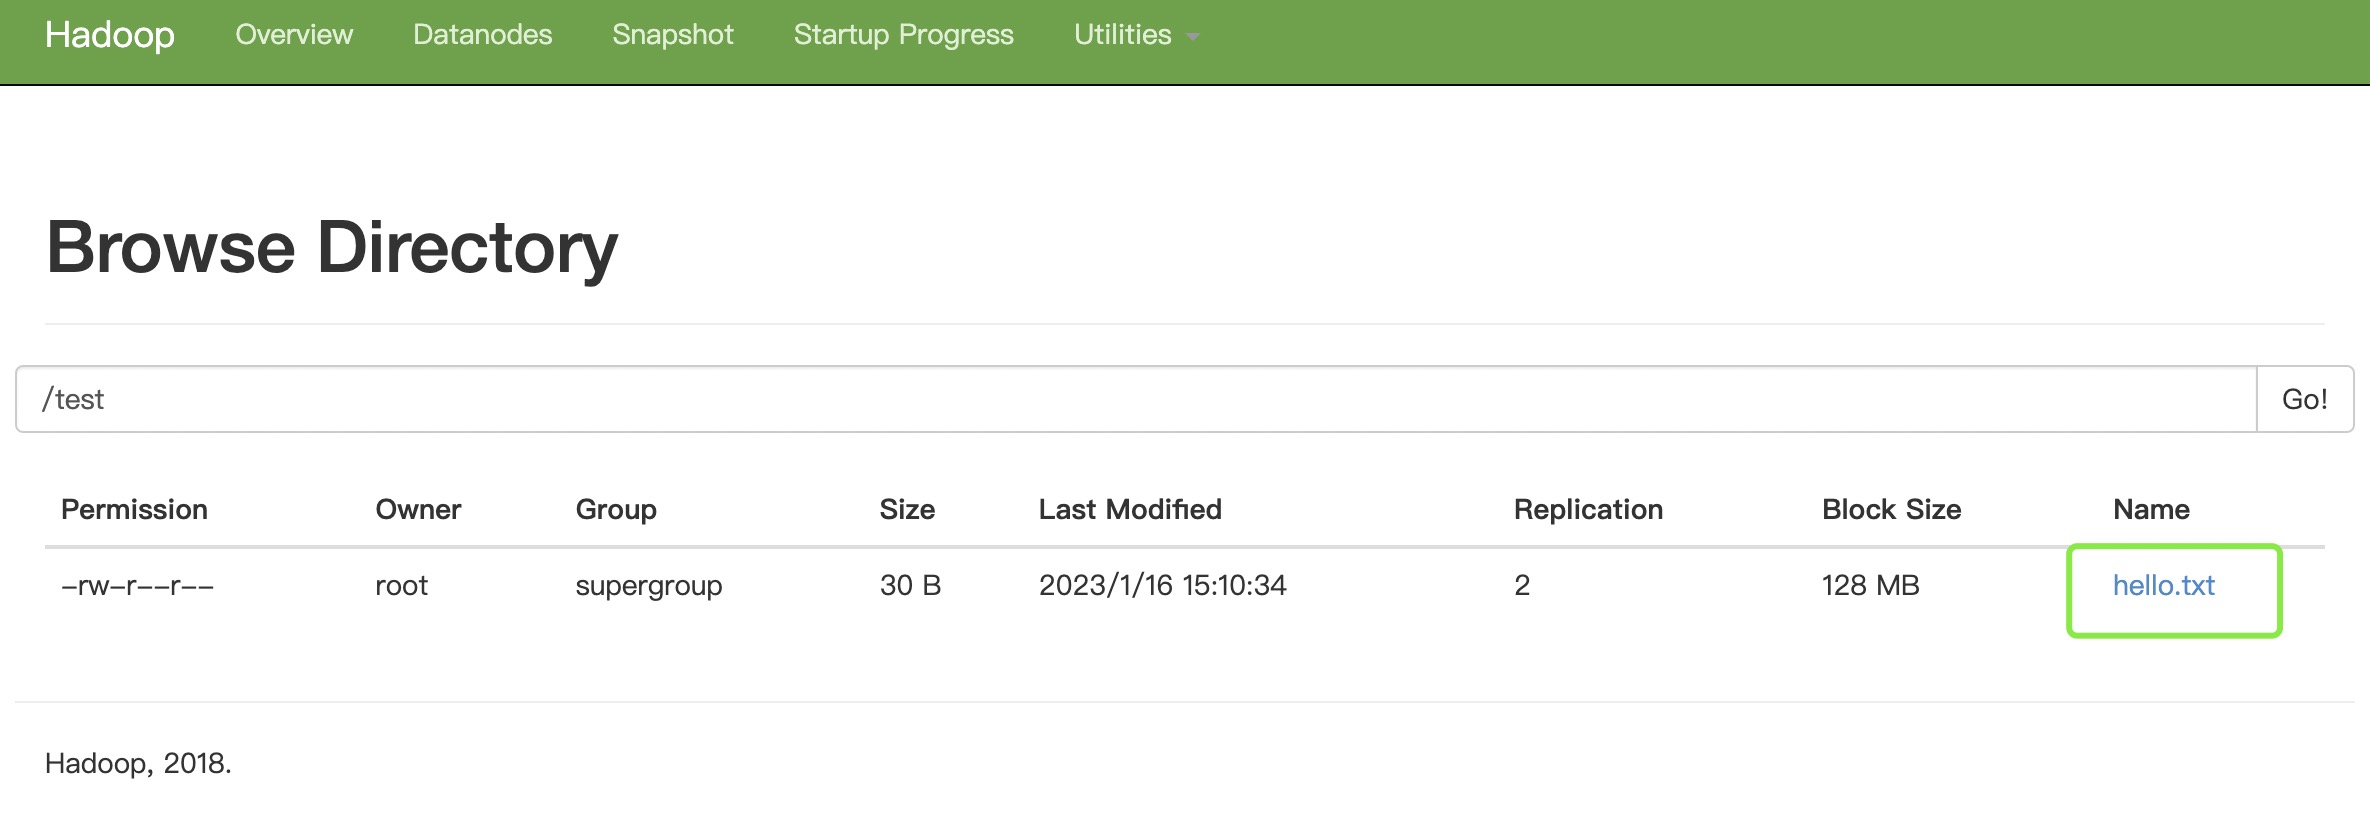 Hadoop Overview Datanodes Snapshot Startup Progress Utilities
Browse Directory
/test Go!
Permission Owner Group Size Last Modified Replication Block Size Name
-rw-r--r-- root supergroup 30 B 2023/1/16 15:10:34 2 128 MB hello.txt
Hadoop, 2018.